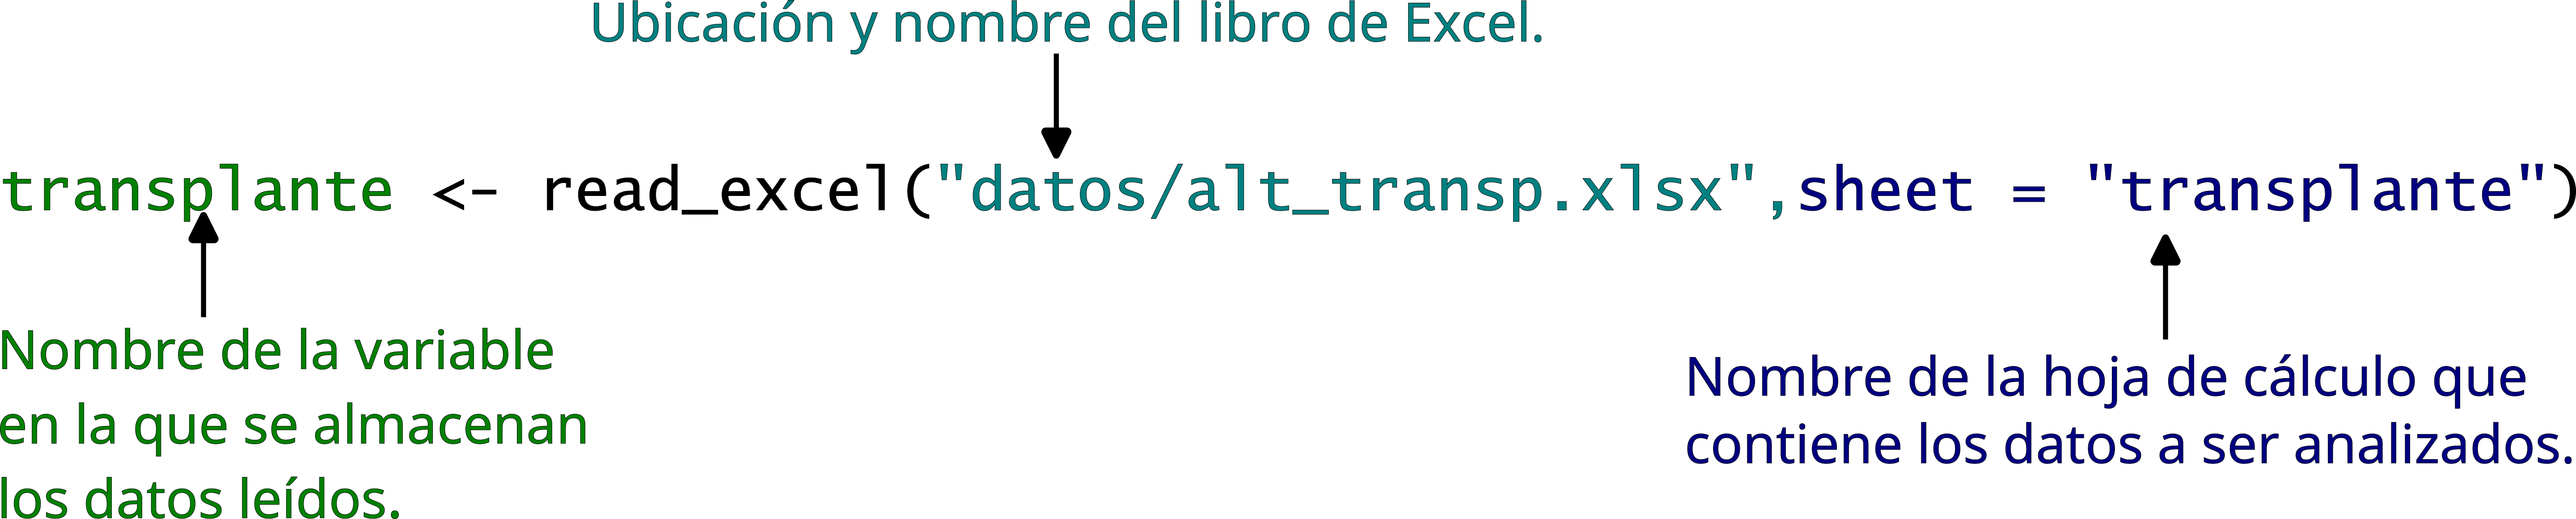 Ubicación y nombre del libro de Excel.
transplante <- read_excel("datos/alt_transp.xlsx",sheet = "transplante")
Nombre de la variable
en la que se almacenan
los datos leídos.
Nombre de la hoja de cálculo que
contiene los datos a ser analizados.